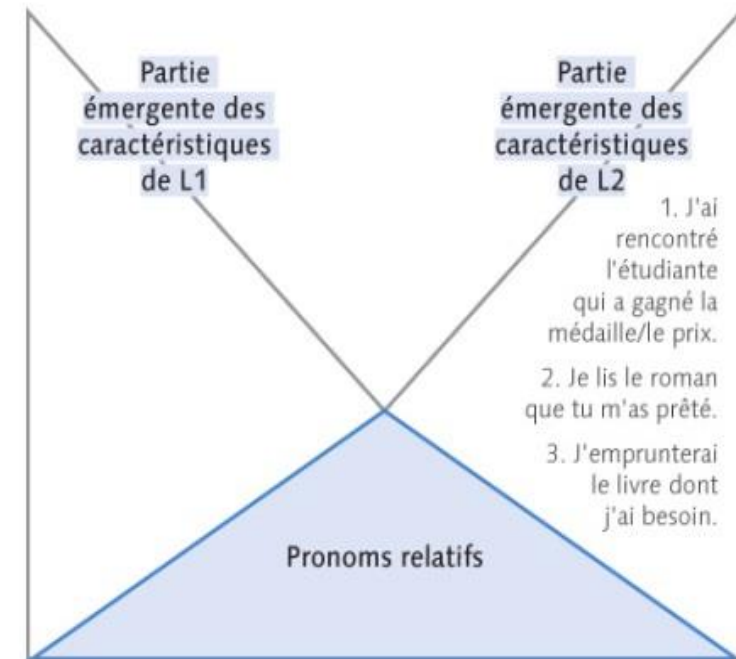 Partie
émergente des
caractéristiques
de L1
Partie
émergente des
caractéristiques
de L2
1. J'ai
rencontré
l'étudiante
qui a gagné la
médaille/le prix.
2. Je lis le roman
que tu m'as prêté.
3. J'emprunterai
le livre dont
j'ai besoin.
Pronoms relatifs